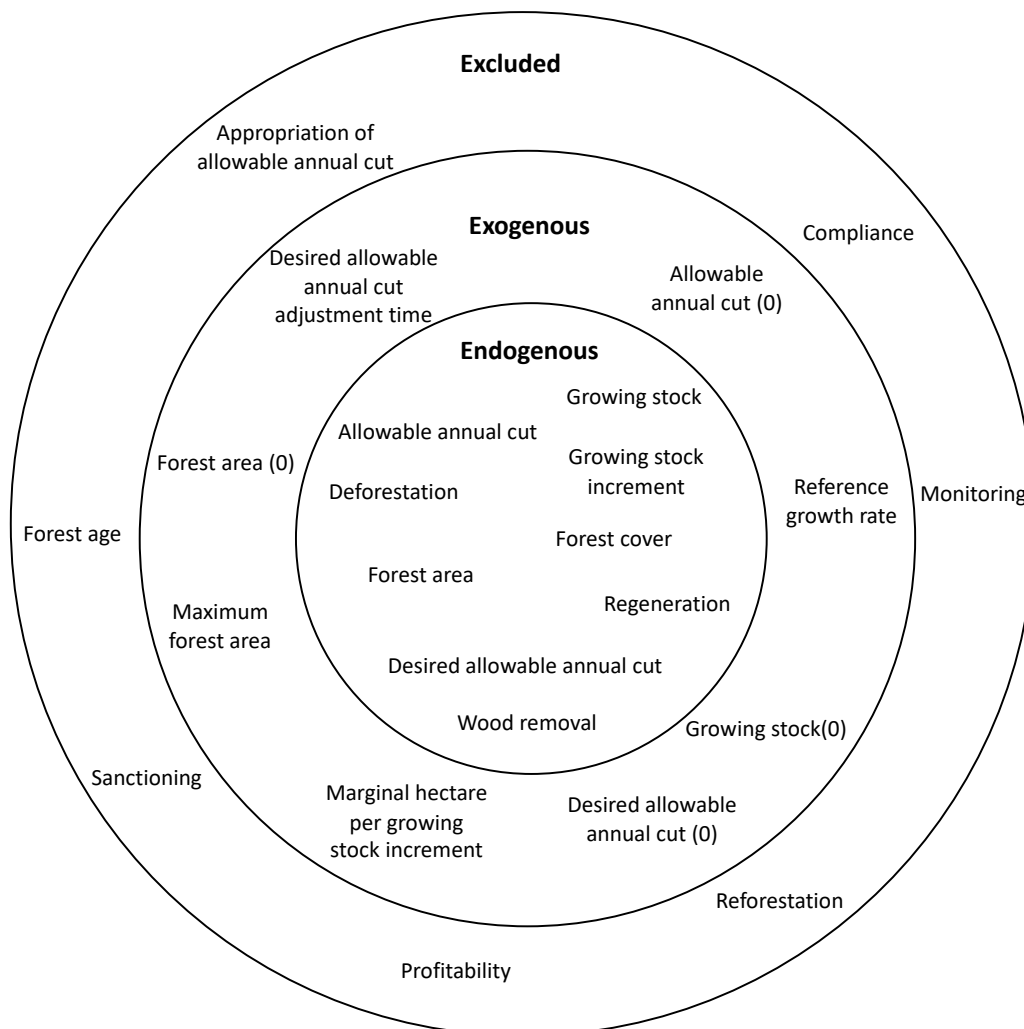 Excluded
Appropriation of
allowable annual cut
Compliance
Exogenous
Desired allowable
annual cut
adjustment time
Allowable
annual cut (0)
Endogenous
Growing stock
Allowable annual cut
Growing stock
increment
Forest area (0)
Deforestation
Reference
growth rate
Monitoring
Forest age
Forest cover
Forest area
Regeneration
Maximum
forest area
Desired allowable annual cut
Wood removal
Growing stock(0)
Sanctioning
Marginal hectare
per growing
stock increment
Desired allowable
annual cut (0)
Reforestation
Profitability